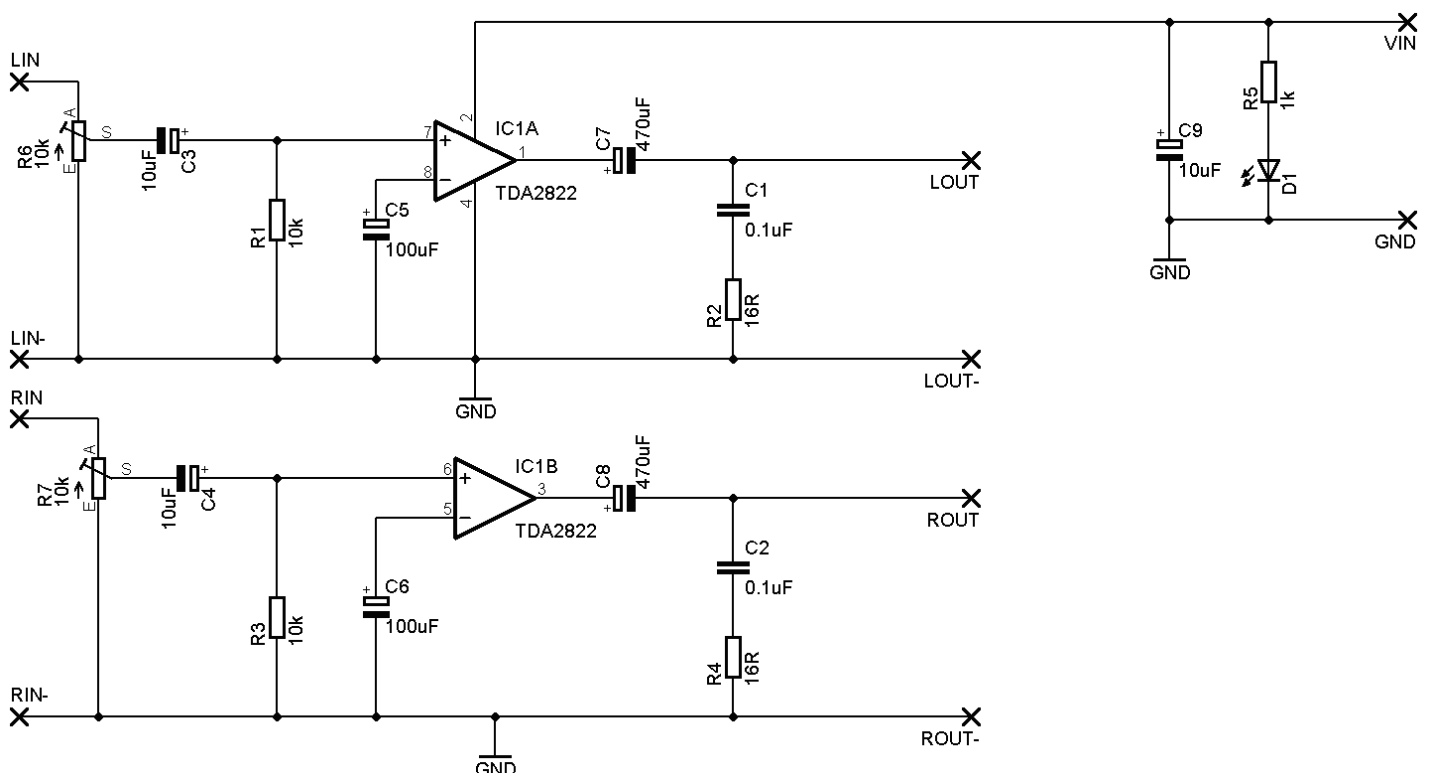 VIN
LIN
A
S
E
R6
10k
10uF
+
C3
R1
10k
7
8
+
−
2
4
1
IC1A
TDA2822
+
C5
100uF
C7
+
470uF
LOUT
C1
0.1uF
R2
16R
+
C9
10uF
R5
1k
D1
GND
GND
LIN-
LOUT-
GND
RIN
A
S
E
R7
10k
10uF
+
C4
R3
10k
6
5
+
−
3
IC1B
TDA2822
+
C6
100uF
C8
+
470uF
ROUT
C2
0.1uF
R4
16R
RIN-
ROUT-
GND